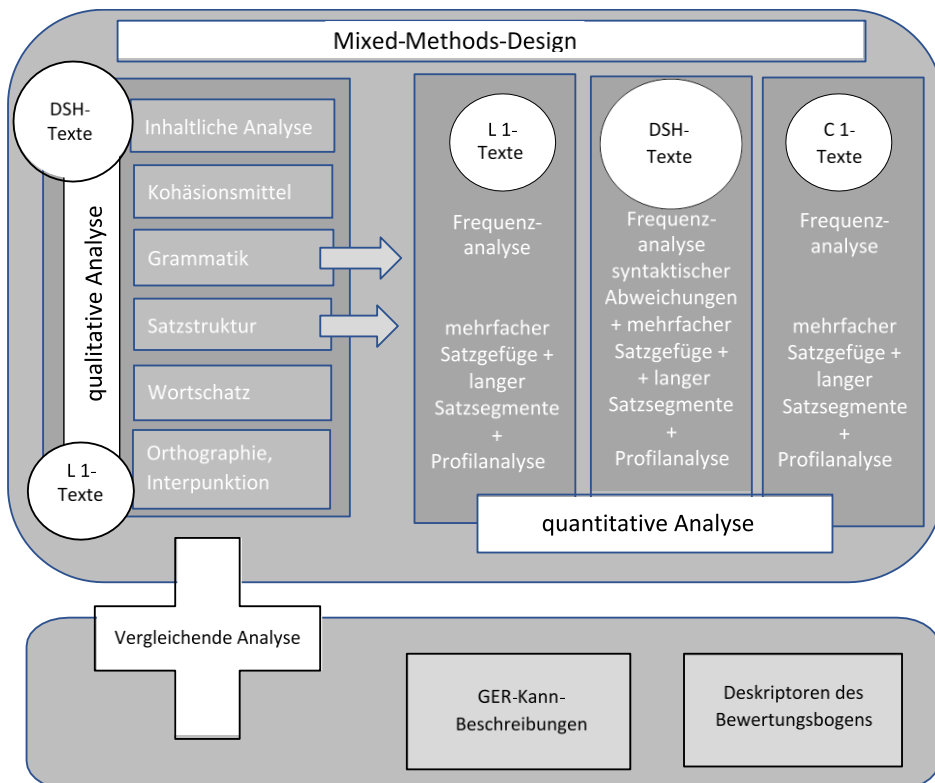 Mixed-Methods-Design
DSH-
Texte
qualitative Analyse
L 1-
Texte
Inhaltliche Analyse
Kohäsionsmittel
Grammatik
Satzstruktur
Wortschatz
Orthographie,
Interpunktion
L 1-
Texte
Frequenz-
analyse
mehrfacher
Satzgefüge +
langer
Satzsegmente
+
Profilanalyse
DSH-
Texte
Frequenz-
analyse
syntaktischer
Abweichungen
+ mehrfacher
Satzgefüge +
+ langer
Satzsegmente
+
Profilanalyse
C 1-
Texte
Frequenz-
analyse
mehrfacher
Satzgefüge +
langer
Satzsegmente
+
Profilanalyse
quantitative Analyse
Vergleichende Analyse
GER-Kann-
Beschreibungen
Deskriptoren des
Bewertungsbogens